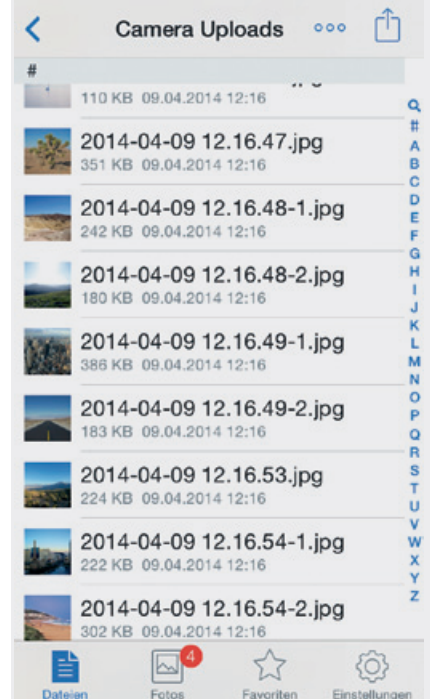 Camera Uploads
#
110 KB 09.04.2014 12:16
2014-04-09 12.16.47.jpg
351 KB 09.04.2014 12:16
2014-04-09 12.16.48-1.jpg
242 KB 09.04.2014 12:16
2014-04-09 12.16.48-2.jpg
180 KB 09.04.2014 12:16
2014-04-09 12.16.49-1.jpg
386 KB 09.04.2014 12:16
2014-04-09 12.16.49-2.jpg
183 KB 09.04.2014 12:16
2014-04-09 12.16.53.jpg
224 KB 09.04.2014 12:16
2014-04-09 12.16.54-1.jpg
222 KB 09.04.2014 12:16
2014-04-09 12.16.54-2.jpg
302 KB 09.04.2014 12:16
#
A
B
C
D
E
F
G
H
I
J
K
L
M
N
O
P
Q
R
S
T
U
V
W
X
Y
Z
4
Dateien Fotos Favoriten Einstellungen